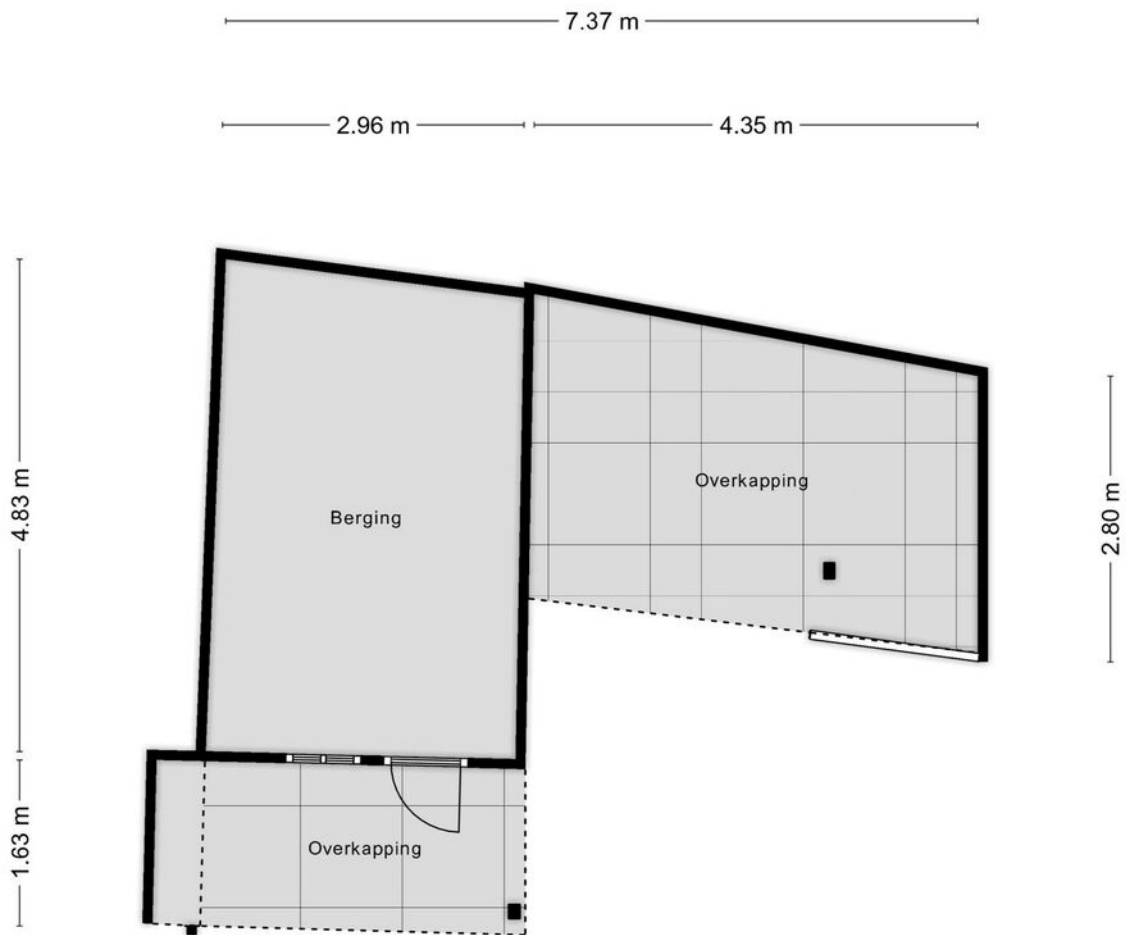 7.37 m
2.96 m
4.35 m
4.83 m
Berging
Overkapping
2.80 m
1.63 m
Overkapping